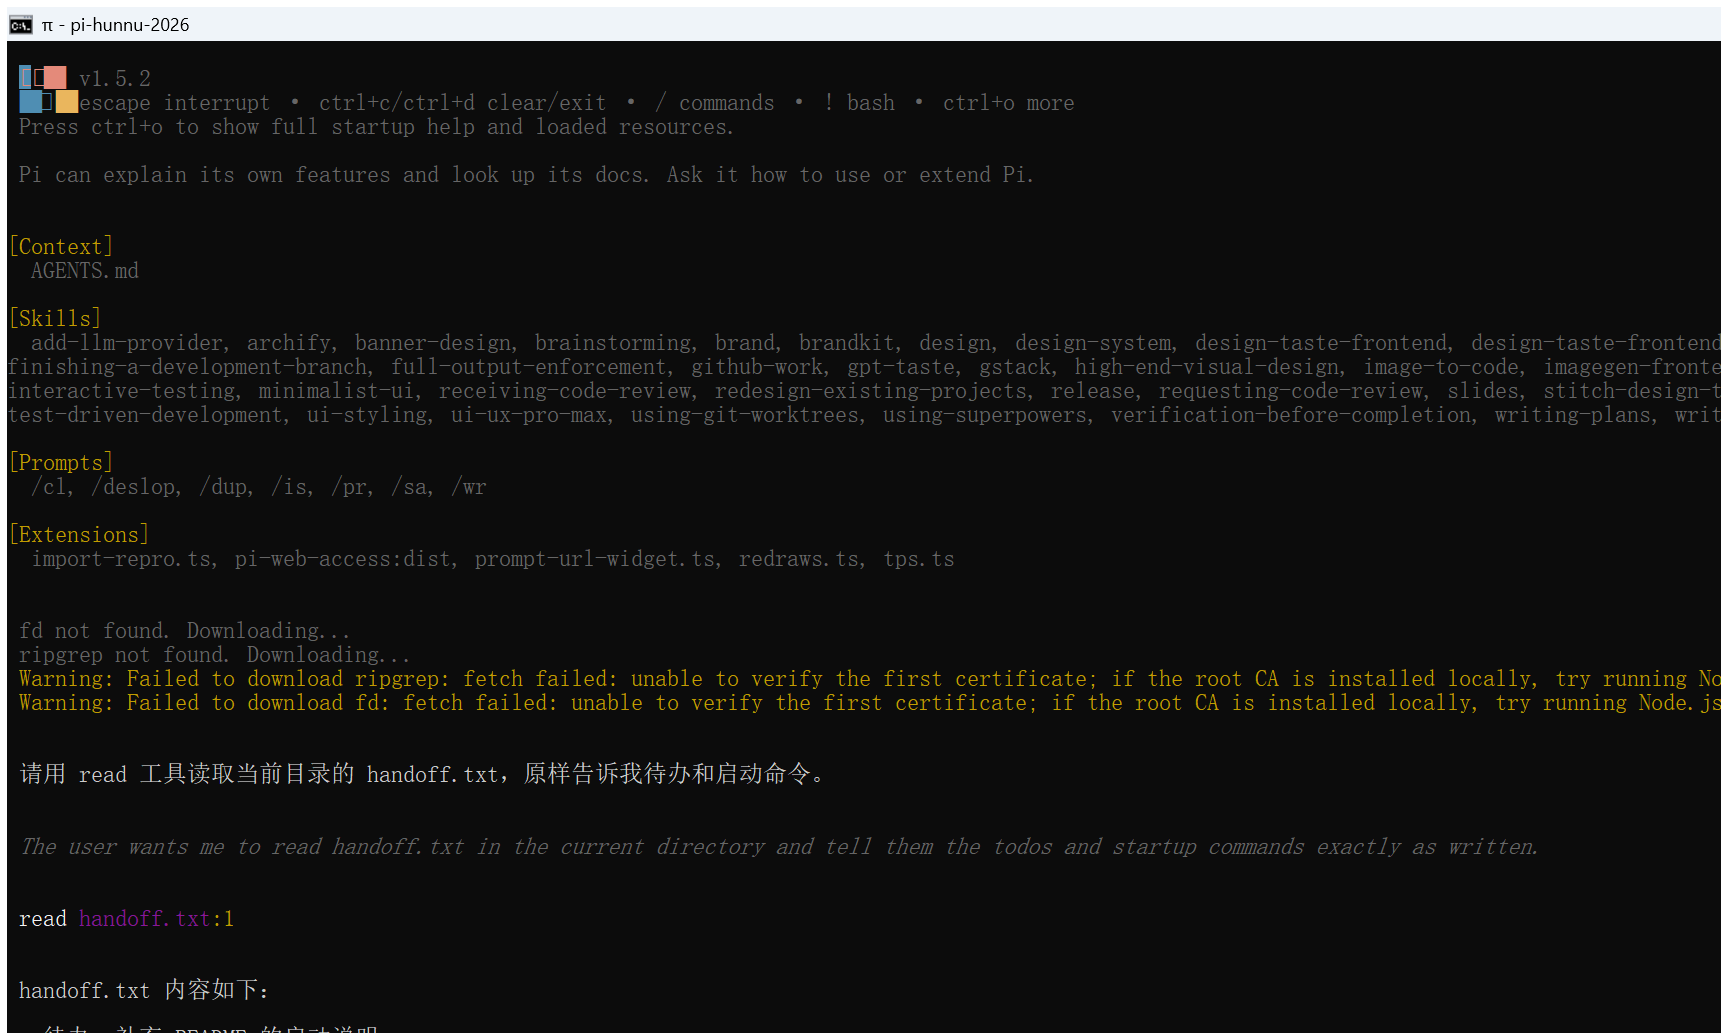 π - pi-hunnu-2026
v1.5.2
escape interrupt • ctrl+c/ctrl+d clear/exit • / commands • ! bash • ctrl+o more
Press ctrl+o to show full startup help and loaded resources.
Pi can explain its own features and look up its docs. Ask it how to use or extend Pi.
[Context]
AGENTS.md
[Skills]
add-llm-provider, archify, banner-design, brainstorming, brand, brandkit, design, design-system, design-taste-frontend, design-taste-frontend
finishing-a-development-branch, full-output-enforcement, github-work, gpt-taste, gstack, high-end-visual-design, image-to-code, imagegen-fronte
interactive-testing, minimalist-ui, receiving-code-review, redesign-existing-projects, release, requesting-code-review, slides, stitch-design-t
test-driven-development, ui-styling, ui-ux-pro-max, using-git-worktrees, using-superpowers, verification-before-completion, writing-plans, writ
[Prompts]
/cl, /deslop, /dup, /is, /pr, /sa, /wr
[Extensions]
import-repro.ts, pi-web-access:dist, prompt-url-widget.ts, redraws.ts, tps.ts
fd not found. Downloading...
ripgrep not found. Downloading...
Warning: Failed to download ripgrep: fetch failed: unable to verify the first certificate; if the root CA is installed locally, try running No
Warning: Failed to download fd: fetch failed: unable to verify the first certificate; if the root CA is installed locally, try running Node.js
请用 read 工具读取当前目录的 handoff.txt，原样告诉我待办和启动命令。
The user wants me to read handoff.txt in the current directory and tell them the todos and startup commands exactly as written.
read handoff.txt:1
handoff.txt 内容如下：
待办：补充 README 的启动说明